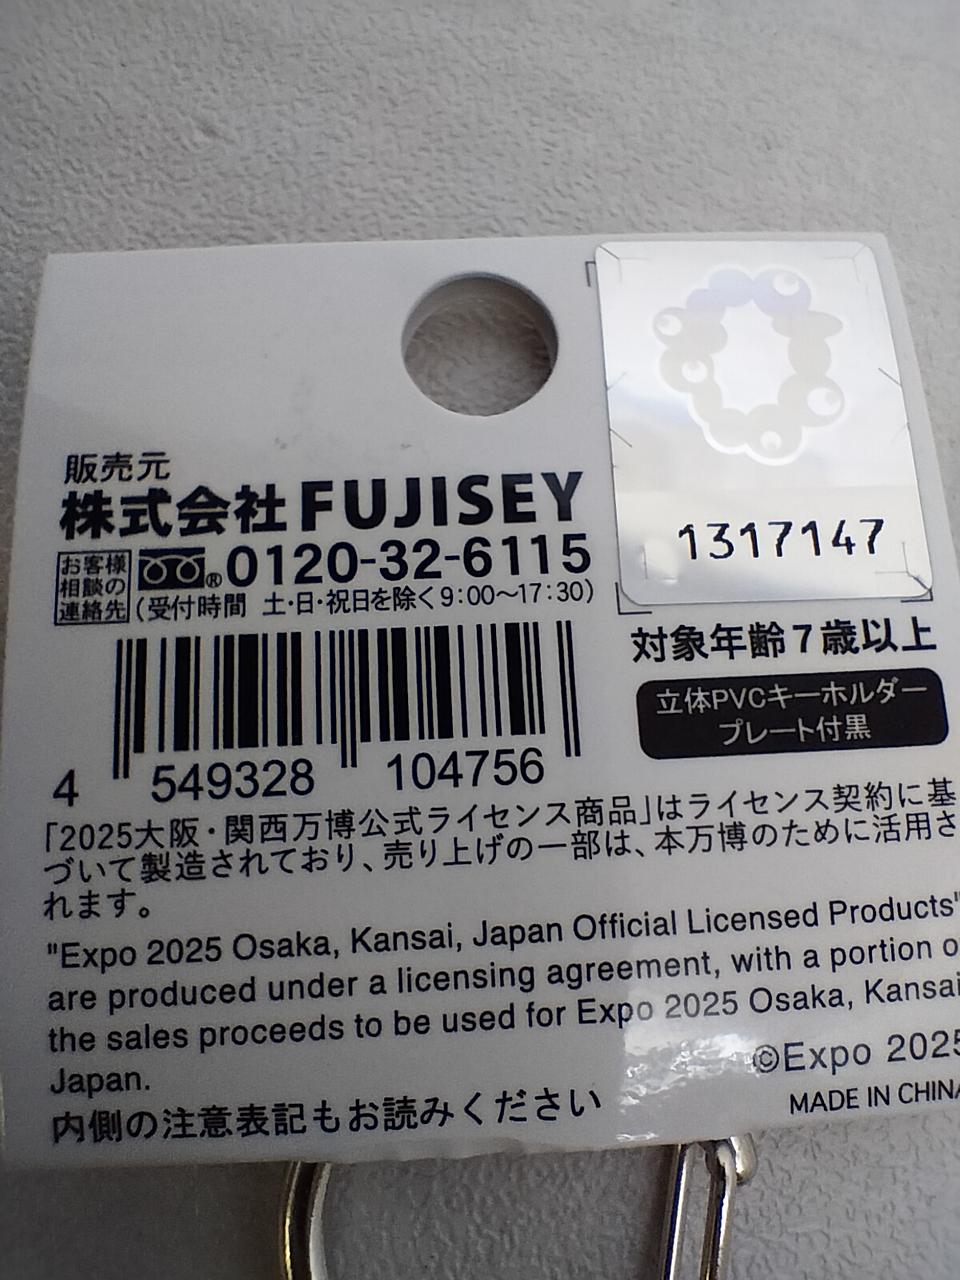 販売元
株式会社FUJISEY
お客様
相談の
連絡先
®0120-32-6115
(受付時間 土・日・祝日を除く9:00～17:30)
4 549328 104756
1317147
対象年齢7歳以上
立体PVCキーホルダー
プレート付黒
「2025大阪・関西万博公式ライセンス商品」はライセンス契約に基
づいて製造されており、売り上げの一部は、本万博のために活用さ
れます。
"Expo 2025 Osaka, Kansai, Japan Official Licensed Products"
are produced under a licensing agreement, with a portion o
the sales proceeds to be used for Expo 2025 Osaka, Kansai
Japan.
©Expo 2025
内側の注意表記もお読みください
MADE IN CHINA